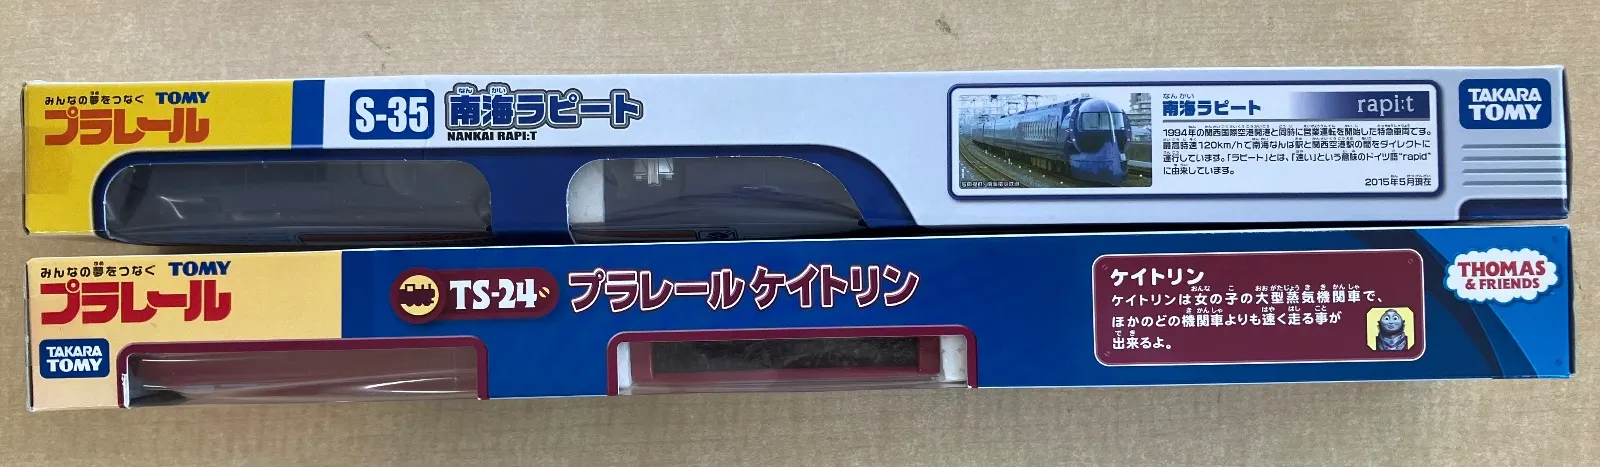 みんなの夢をつなぐ TOMY
プラレール
S-35 南海ラピート
NANKAI RAPI:T
南海ラピート rapi:t
1994年の関西国際空港開港と同時に営業運転を開始した特急車両です。
最高時速120km/hで南海なんば駅と関西空港駅の間をダイレクトに
運行しています。「ラピート」とは、「速い」という意味のドイツ語"rapid"
に由来しています。
2015年5月現在
TAKARA
TOMY
みんなの夢をつなぐ TOMY
プラレール
TAKARA
TOMY
TS-24 プラレール ケイトリン
ケイトリン
ケイトリンは女の子の大型蒸気機関車で、
ほかのどの機関車よりも速く走る事が
出来るよ。
THOMAS
& FRIENDS